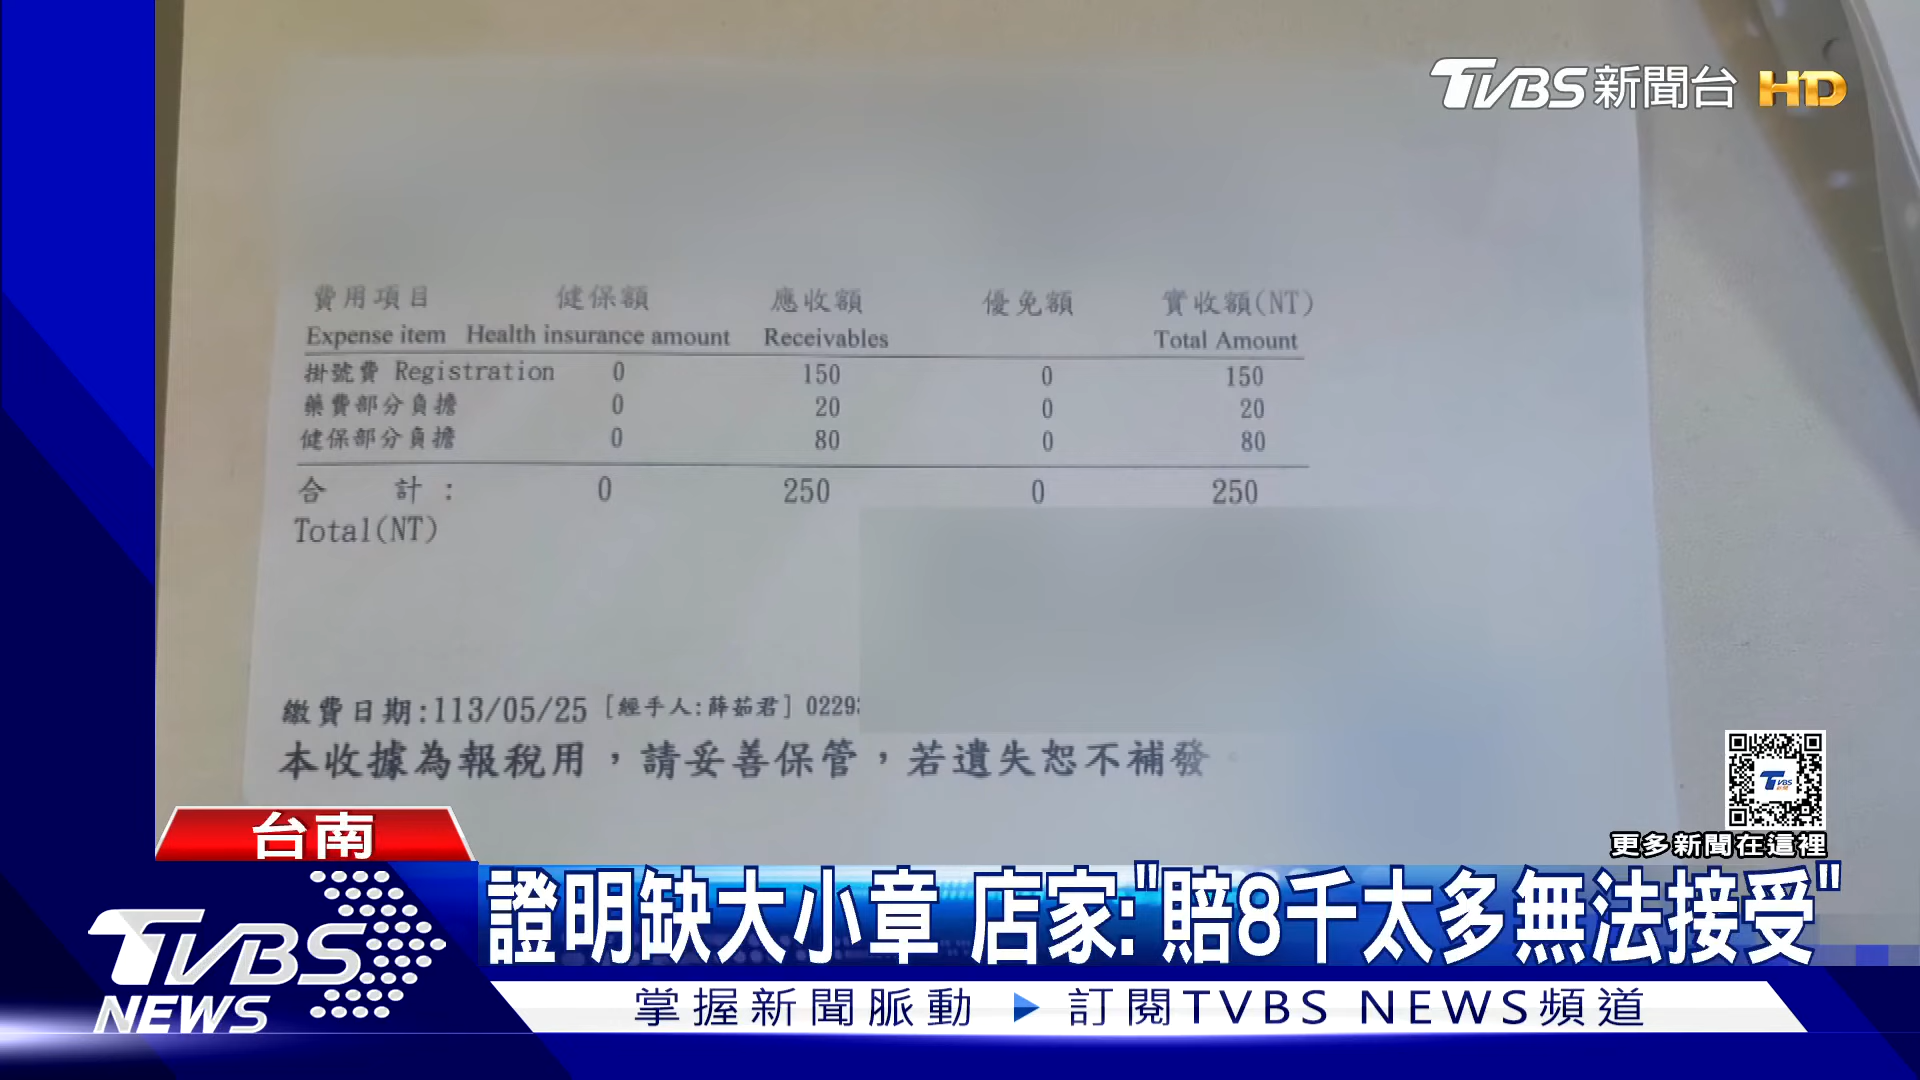 TVBS新聞台 HD
費用項目 健保額 應收額 優免額 實收額(NT)
Expense item Health insurance amount Receivables Total Amount
掛號費 Registration 0 150 0 150
藥費部分負擔 0 20 0 20
健保部分負擔 0 80 0 80
合 計 : 0 250 0 250
Total(NT)
繳費日期:113/05/25 [經手人:薛茹君] 02293
本收據為報稅用,請妥善保管,若遺失恕不補發。
TVBS新聞
更多新聞在這裡
台南
TVBS NEWS
證明缺大小章 店家:"賠8千太多無法接受"
掌握新聞脈動 ▶ 訂閱TVBS NEWS頻道